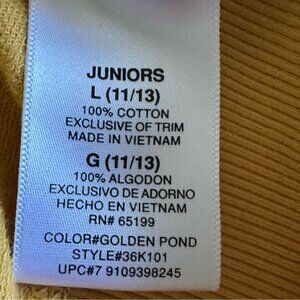 JUNIORS
L (11/13)
100% COTTON
EXCLUSIVE OF TRIM
MADE IN VIETNAM
G (11/13)
100% ALGODON
EXCLUSIVO DE ADORNO
HECHO EN VIETNAM
RN# 65199
COLOR#GOLDEN POND
STYLE#36K101
UPC#7 9109398245